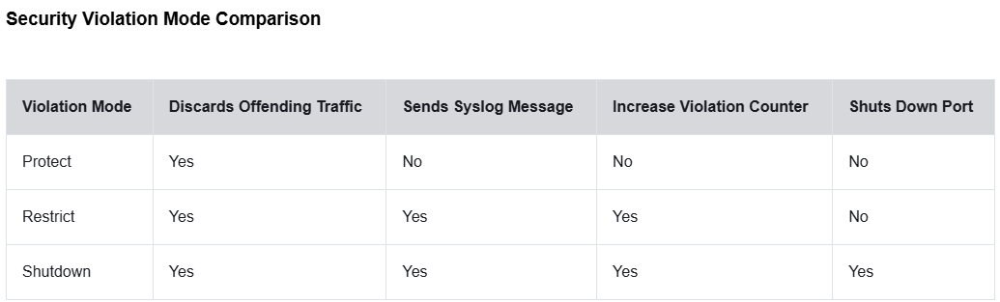 Security Violation Mode Comparison
Violation Mode Discards Offending Traffic Sends Syslog Message Increase Violation Counter Shuts Down Port
Protect Yes No No No
Restrict Yes Yes Yes No
Shutdown Yes Yes Yes Yes